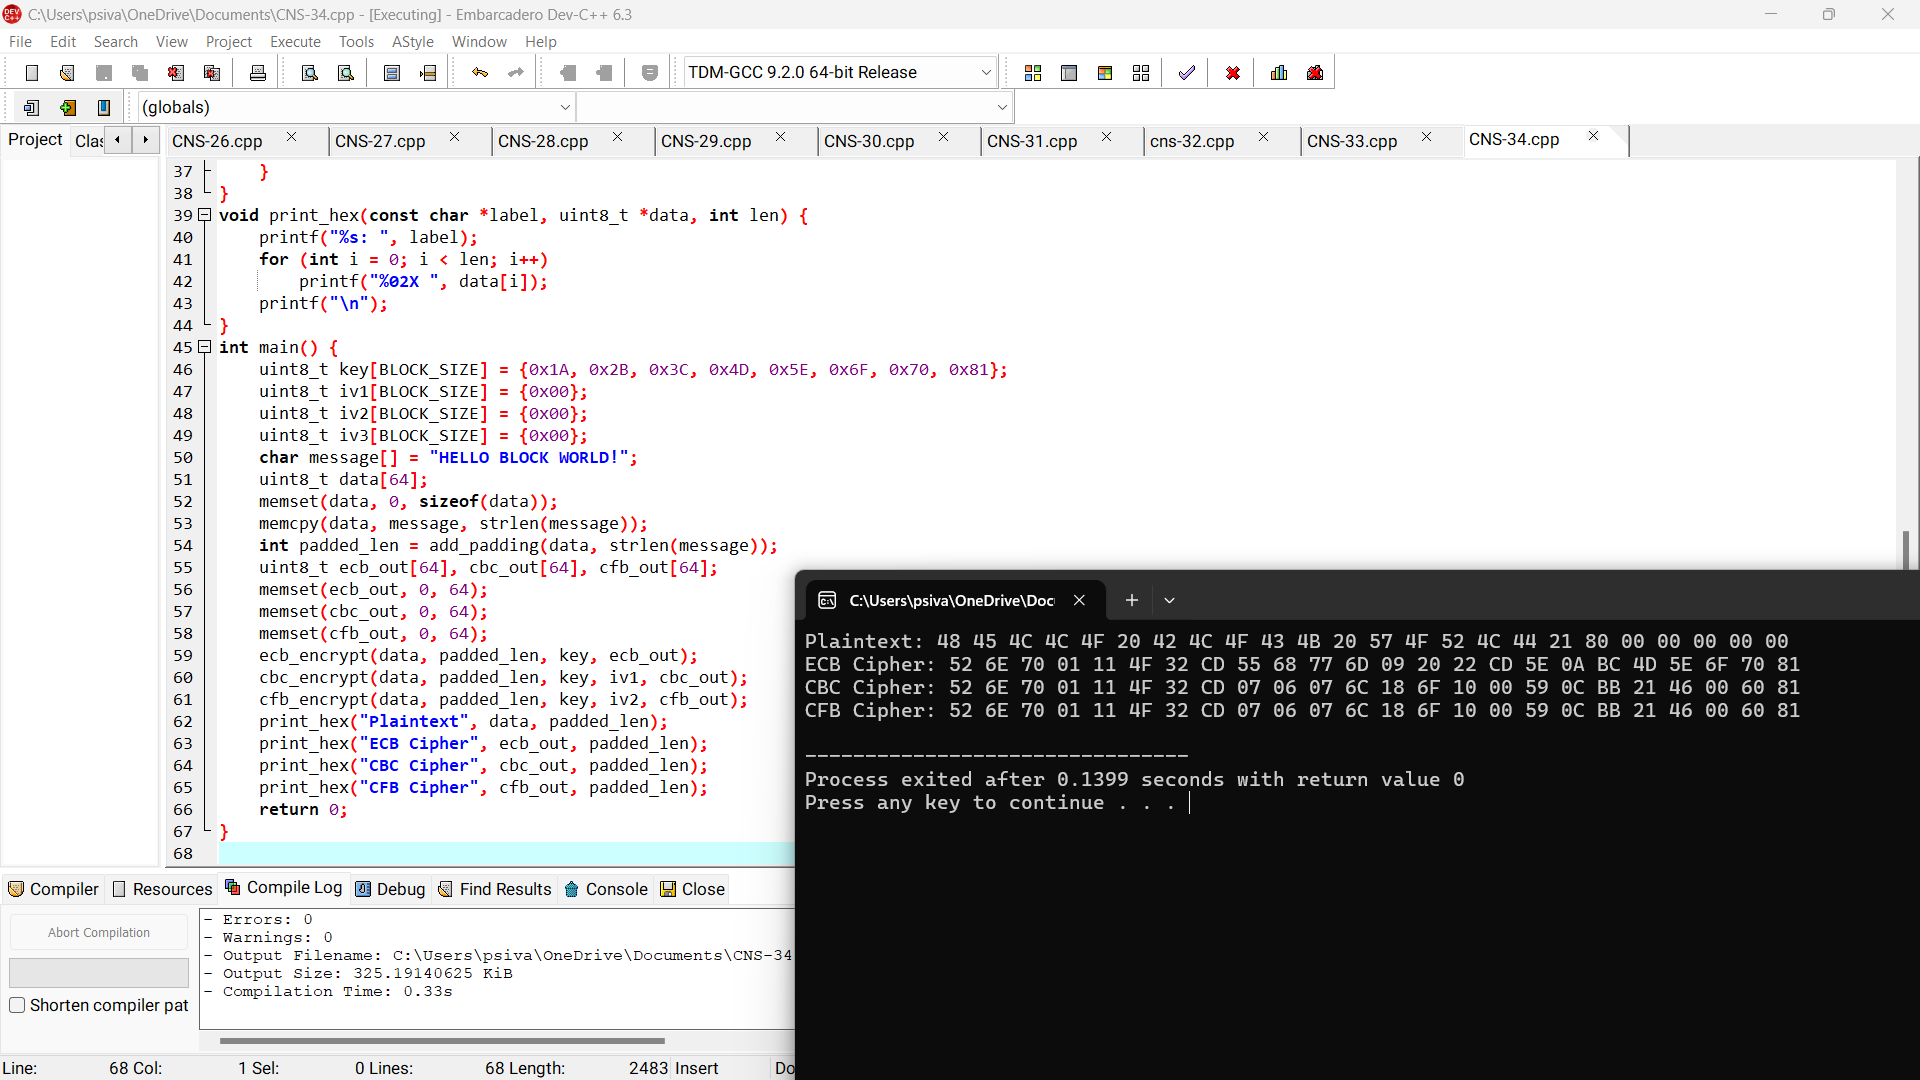 C:\Users\psiva\OneDrive\Documents\CNS-34.cpp - [Executing] - Embarcadero Dev-C++ 6.3
File Edit Search View Project Execute Tools AStyle Window Help
TDM-GCC 9.2.0 64-bit Release
(globals)
Project Clas CNS-26.cpp CNS-27.cpp CNS-28.cpp CNS-29.cpp CNS-30.cpp CNS-31.cpp cns-32.cpp CNS-33.cpp CNS-34.cpp
37 }
38 }
39 void print_hex(const char *label, uint8_t *data, int len) {
40 printf("%s: ", label);
41 for (int i = 0; i < len; i++)
42 printf("%02X ", data[i]);
43 printf("\n");
44 }
45 int main() {
46 uint8_t key[BLOCK_SIZE] = {0x1A, 0x2B, 0x3C, 0x4D, 0x5E, 0x6F, 0x70, 0x81};
47 uint8_t iv1[BLOCK_SIZE] = {0x00};
48 uint8_t iv2[BLOCK_SIZE] = {0x00};
49 uint8_t iv3[BLOCK_SIZE] = {0x00};
50 char message[] = "HELLO BLOCK WORLD!";
51 uint8_t data[64];
52 memset(data, 0, sizeof(data));
53 memcpy(data, message, strlen(message));
54 int padded_len = add_padding(data, strlen(message));
55 uint8_t ecb_out[64], cbc_out[64], cfb_out[64];
56 memset(ecb_out, 0, 64);
57 memset(cbc_out, 0, 64);
58 memset(cfb_out, 0, 64);
59 ecb_encrypt(data, padded_len, key, ecb_out);
60 cbc_encrypt(data, padded_len, key, iv1, cbc_out);
61 cfb_encrypt(data, padded_len, key, iv2, cfb_out);
62 print_hex("Plaintext", data, padded_len);
63 print_hex("ECB Cipher", ecb_out, padded_len);
64 print_hex("CBC Cipher", cbc_out, padded_len);
65 print_hex("CFB Cipher", cfb_out, padded_len);
66 return 0;
67 }
68
C:\Users\psiva\OneDrive\Doc
Plaintext: 48 45 4C 4C 4F 20 42 4C 4F 43 4B 20 57 4F 52 4C 44 21 80 00 00 00 00 00
ECB Cipher: 52 6E 70 01 11 4F 32 CD 55 68 77 6D 09 20 22 CD 5E 0A BC 4D 5E 6F 70 81
CBC Cipher: 52 6E 70 01 11 4F 32 CD 07 06 07 6C 18 6F 10 00 59 0C BB 21 46 00 60 81
CFB Cipher: 52 6E 70 01 11 4F 32 CD 07 06 07 6C 18 6F 10 00 59 0C BB 21 46 00 60 81
--------------------------------
Process exited after 0.1399 seconds with return value 0
Press any key to continue . . .
Compiler Resources Compile Log Debug Find Results Console Close
Abort Compilation
Shorten compiler pat
- Errors: 0
- Warnings: 0
- Output Filename: C:\Users\psiva\OneDrive\Documents\CNS-34
- Output Size: 325.19140625 KiB
- Compilation Time: 0.33s
Line: 68 Col: 1 Sel: 0 Lines: 68 Length: 2483 Insert Do